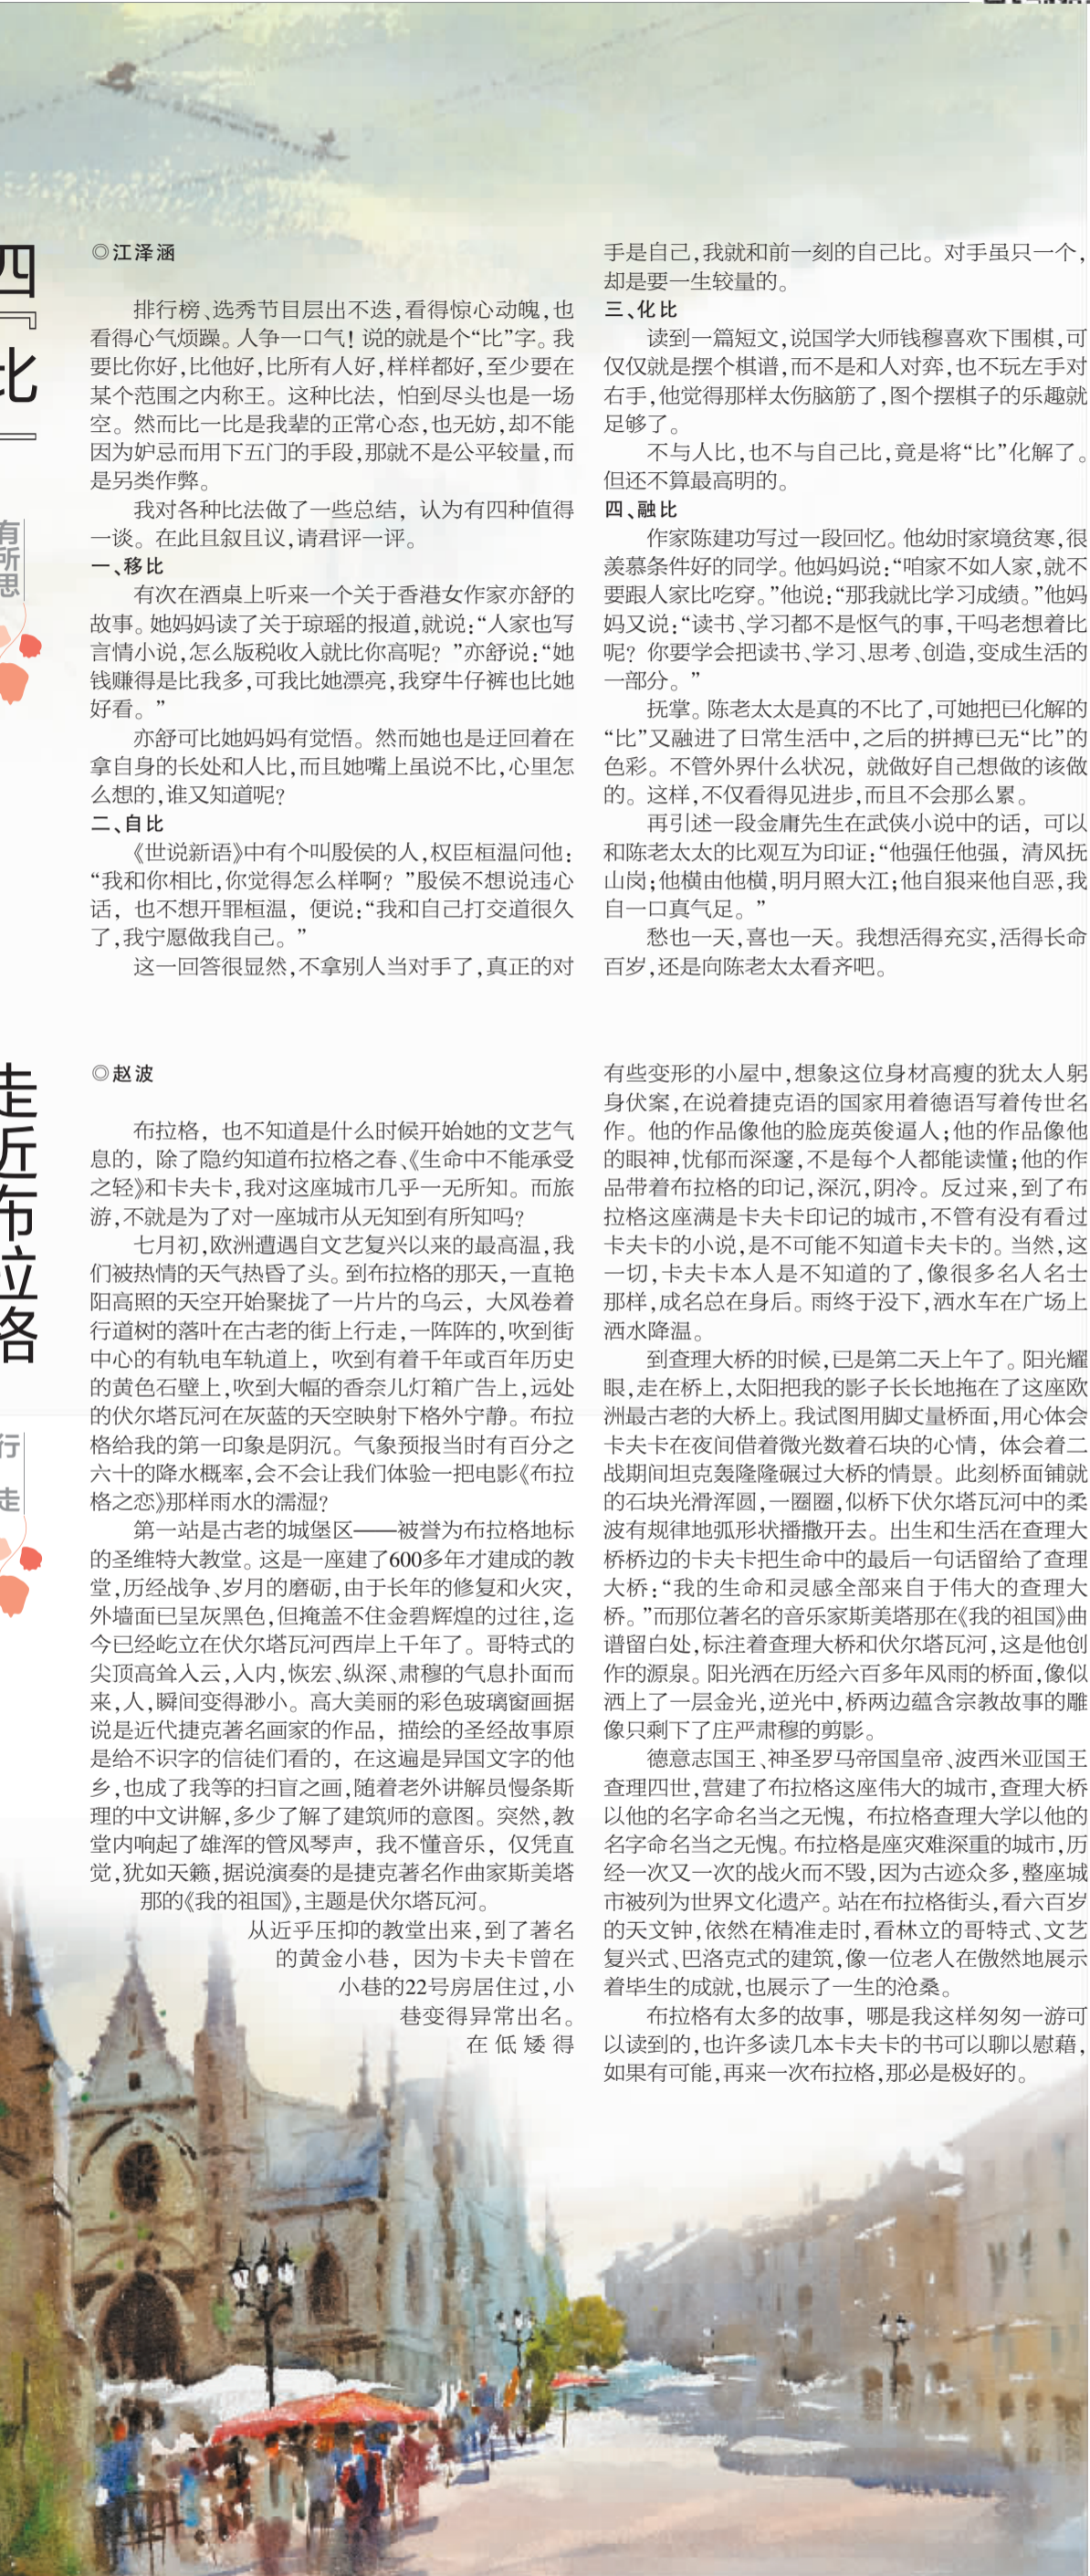 四『比』
有所思
◎江泽涵
排行榜、选秀节目层出不迭,看得惊心动魄,也
看得心气烦躁。人争一口气！说的就是个“比”字。我
要比你好,比他好,比所有人好,样样都好,至少要在
某个范围之内称王。这种比法，怕到尽头也是一场
空。然而比一比是我辈的正常心态,也无妨,却不能
因为妒忌而用下五门的手段,那就不是公平较量,而
是另类作弊。
我对各种比法做了一些总结，认为有四种值得
一谈。在此且叙且议,请君评一评。
一、移比
有次在酒桌上听来一个关于香港女作家亦舒的
故事。她妈妈读了关于琼瑶的报道,就说:“人家也写
言情小说,怎么版税收入就比你高呢？”亦舒说:“她
钱赚得是比我多,可我比她漂亮,我穿牛仔裤也比她
好看。”
亦舒可比她妈妈有觉悟。然而她也是迂回着在
拿自身的长处和人比,而且她嘴上虽说不比,心里怎
么想的,谁又知道呢?
二、自比
《世说新语》中有个叫殷侯的人,权臣桓温问他:
“我和你相比,你觉得怎么样啊？”殷侯不想说违心
话，也不想开罪桓温，便说:“我和自己打交道很久
了,我宁愿做我自己。”
这一回答很显然,不拿别人当对手了,真正的对
手是自己,我就和前一刻的自己比。对手虽只一个,
却是要一生较量的。
三、化比
读到一篇短文,说国学大师钱穆喜欢下围棋,可
仅仅就是摆个棋谱,而不是和人对弈,也不玩左手对
右手,他觉得那样太伤脑筋了,图个摆棋子的乐趣就
足够了。
不与人比,也不与自己比,竟是将“比”化解了。
但还不算最高明的。
四、融比
作家陈建功写过一段回忆。他幼时家境贫寒,很
羡慕条件好的同学。他妈妈说:“咱家不如人家,就不
要跟人家比吃穿。”他说:“那我就比学习成绩。”他妈
妈又说:“读书、学习都不是怄气的事,干吗老想着比
呢？你要学会把读书、学习、思考、创造,变成生活的
一部分。”
抚掌。陈老太太是真的不比了,可她把已化解的
“比”又融进了日常生活中,之后的拼搏已无“比”的
色彩。不管外界什么状况，就做好自己想做的该做
的。这样,不仅看得见进步,而且不会那么累。
再引述一段金庸先生在武侠小说中的话，可以
和陈老太太的比观互为印证:“他强任他强，清风抚
山岗;他横由他横,明月照大江;他自狠来他自恶,我
自一口真气足。”
愁也一天,喜也一天。我想活得充实,活得长命
百岁,还是向陈老太太看齐吧。
走近布拉格
行走
◎赵波
布拉格，也不知道是什么时候开始她的文艺气
息的，除了隐约知道布拉格之春、《生命中不能承受
之轻》和卡夫卡,我对这座城市几乎一无所知。而旅
游,不就是为了对一座城市从无知到有所知吗?
七月初,欧洲遭遇自文艺复兴以来的最高温,我
们被热情的天气热昏了头。到布拉格的那天,一直艳
阳高照的天空开始聚拢了一片片的乌云，大风卷着
行道树的落叶在古老的街上行走,一阵阵的,吹到街
中心的有轨电车轨道上，吹到有着千年或百年历史
的黄色石壁上,吹到大幅的香奈儿灯箱广告上,远处
的伏尔塔瓦河在灰蓝的天空映射下格外宁静。布拉
格给我的第一印象是阴沉。气象预报当时有百分之
六十的降水概率,会不会让我们体验一把电影《布拉
格之恋》那样雨水的濡湿?
第一站是古老的城堡区——被誉为布拉格地标
的圣维特大教堂。这是一座建了600多年才建成的教
堂,历经战争、岁月的磨砺,由于长年的修复和火灾,
外墙面已呈灰黑色,但掩盖不住金碧辉煌的过往,迄
今已经屹立在伏尔塔瓦河西岸上千年了。哥特式的
尖顶高耸入云,入内,恢宏、纵深、肃穆的气息扑面而
来,人,瞬间变得渺小。高大美丽的彩色玻璃窗画据
说是近代捷克著名画家的作品，描绘的圣经故事原
是给不识字的信徒们看的，在这遍是异国文字的他
乡,也成了我等的扫盲之画,随着老外讲解员慢条斯
理的中文讲解,多少了解了建筑师的意图。突然,教
堂内响起了雄浑的管风琴声，我不懂音乐，仅凭直
觉,犹如天籁,据说演奏的是捷克著名作曲家斯美塔
那的《我的祖国》,主题是伏尔塔瓦河。
从近乎压抑的教堂出来,到了著名
的黄金小巷，因为卡夫卡曾在
小巷的22号房居住过,小
巷变得异常出名。
在低矮得
有些变形的小屋中,想象这位身材高瘦的犹太人躬
身伏案,在说着捷克语的国家用着德语写着传世名
作。他的作品像他的脸庞英俊逼人;他的作品像他
的眼神,忧郁而深邃,不是每个人都能读懂;他的作
品带着布拉格的印记,深沉,阴冷。反过来,到了布
拉格这座满是卡夫卡印记的城市,不管有没有看过
卡夫卡的小说,是不可能不知道卡夫卡的。当然,这
一切,卡夫卡本人是不知道的了,像很多名人名士
那样,成名总在身后。雨终于没下,洒水车在广场上
洒水降温。
到查理大桥的时候,已是第二天上午了。阳光耀
眼,走在桥上,太阳把我的影子长长地拖在了这座欧
洲最古老的大桥上。我试图用脚丈量桥面,用心体会
卡夫卡在夜间借着微光数着石块的心情，体会着二
战期间坦克轰隆隆碾过大桥的情景。此刻桥面铺就
的石块光滑浑圆,一圈圈,似桥下伏尔塔瓦河中的柔
波有规律地弧形状播撒开去。出生和生活在查理大
桥桥边的卡夫卡把生命中的最后一句话留给了查理
大桥:“我的生命和灵感全部来自于伟大的查理大
桥。”而那位著名的音乐家斯美塔那在《我的祖国》曲
谱留白处,标注着查理大桥和伏尔塔瓦河,这是他创
作的源泉。阳光洒在历经六百多年风雨的桥面,像似
洒上了一层金光,逆光中,桥两边蕴含宗教故事的雕
像只剩下了庄严肃穆的剪影。
德意志国王、神圣罗马帝国皇帝、波西米亚国王
查理四世,营建了布拉格这座伟大的城市,查理大桥
以他的名字命名当之无愧，布拉格查理大学以他的
名字命名当之无愧。布拉格是座灾难深重的城市,历
经一次又一次的战火而不毁,因为古迹众多,整座城
市被列为世界文化遗产。站在布拉格街头,看六百岁
的天文钟,依然在精准走时,看林立的哥特式、文艺
复兴式、巴洛克式的建筑,像一位老人在傲然地展示
着毕生的成就,也展示了一生的沧桑。
布拉格有太多的故事，哪是我这样匆匆一游可
以读到的,也许多读几本卡夫卡的书可以聊以慰藉,
如果有可能,再来一次布拉格,那必是极好的。